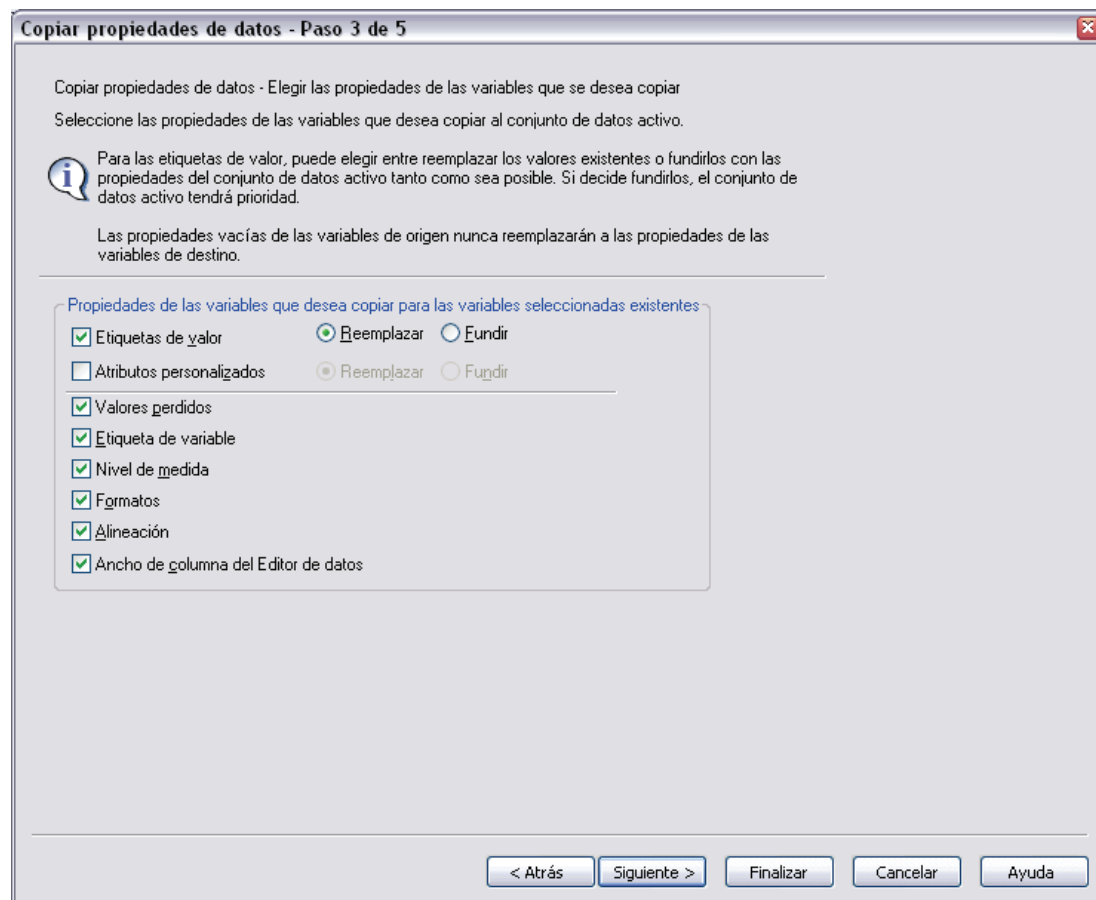 Copiar propiedades de datos - Paso 3 de 5
Copiar propiedades de datos - Elegir las propiedades de las variables que se desea copiar
Seleccione las propiedades de las variables que desea copiar al conjunto de datos activo.
Para las etiquetas de valor, puede elegir entre reemplazar los valores existentes o fundirlos con las
propiedades del conjunto de datos activo tanto como sea posible. Si decide fundirlos, el conjunto de
datos activo tendrá prioridad.
Las propiedades vacías de las variables de origen nunca reemplazarán a las propiedades de las
variables de destino.
Propiedades de las variables que desea copiar para las variables seleccionadas existentes
Etiquetas de valor Reemplazar Fundir
Atributos personalizados Reemplazar Fundir
Valores perdidos
Etiqueta de variable
Nivel de medida
Formatos
Alineación
Ancho de columna del Editor de datos
< Atrás Siguiente > Finalizar Cancelar Ayuda